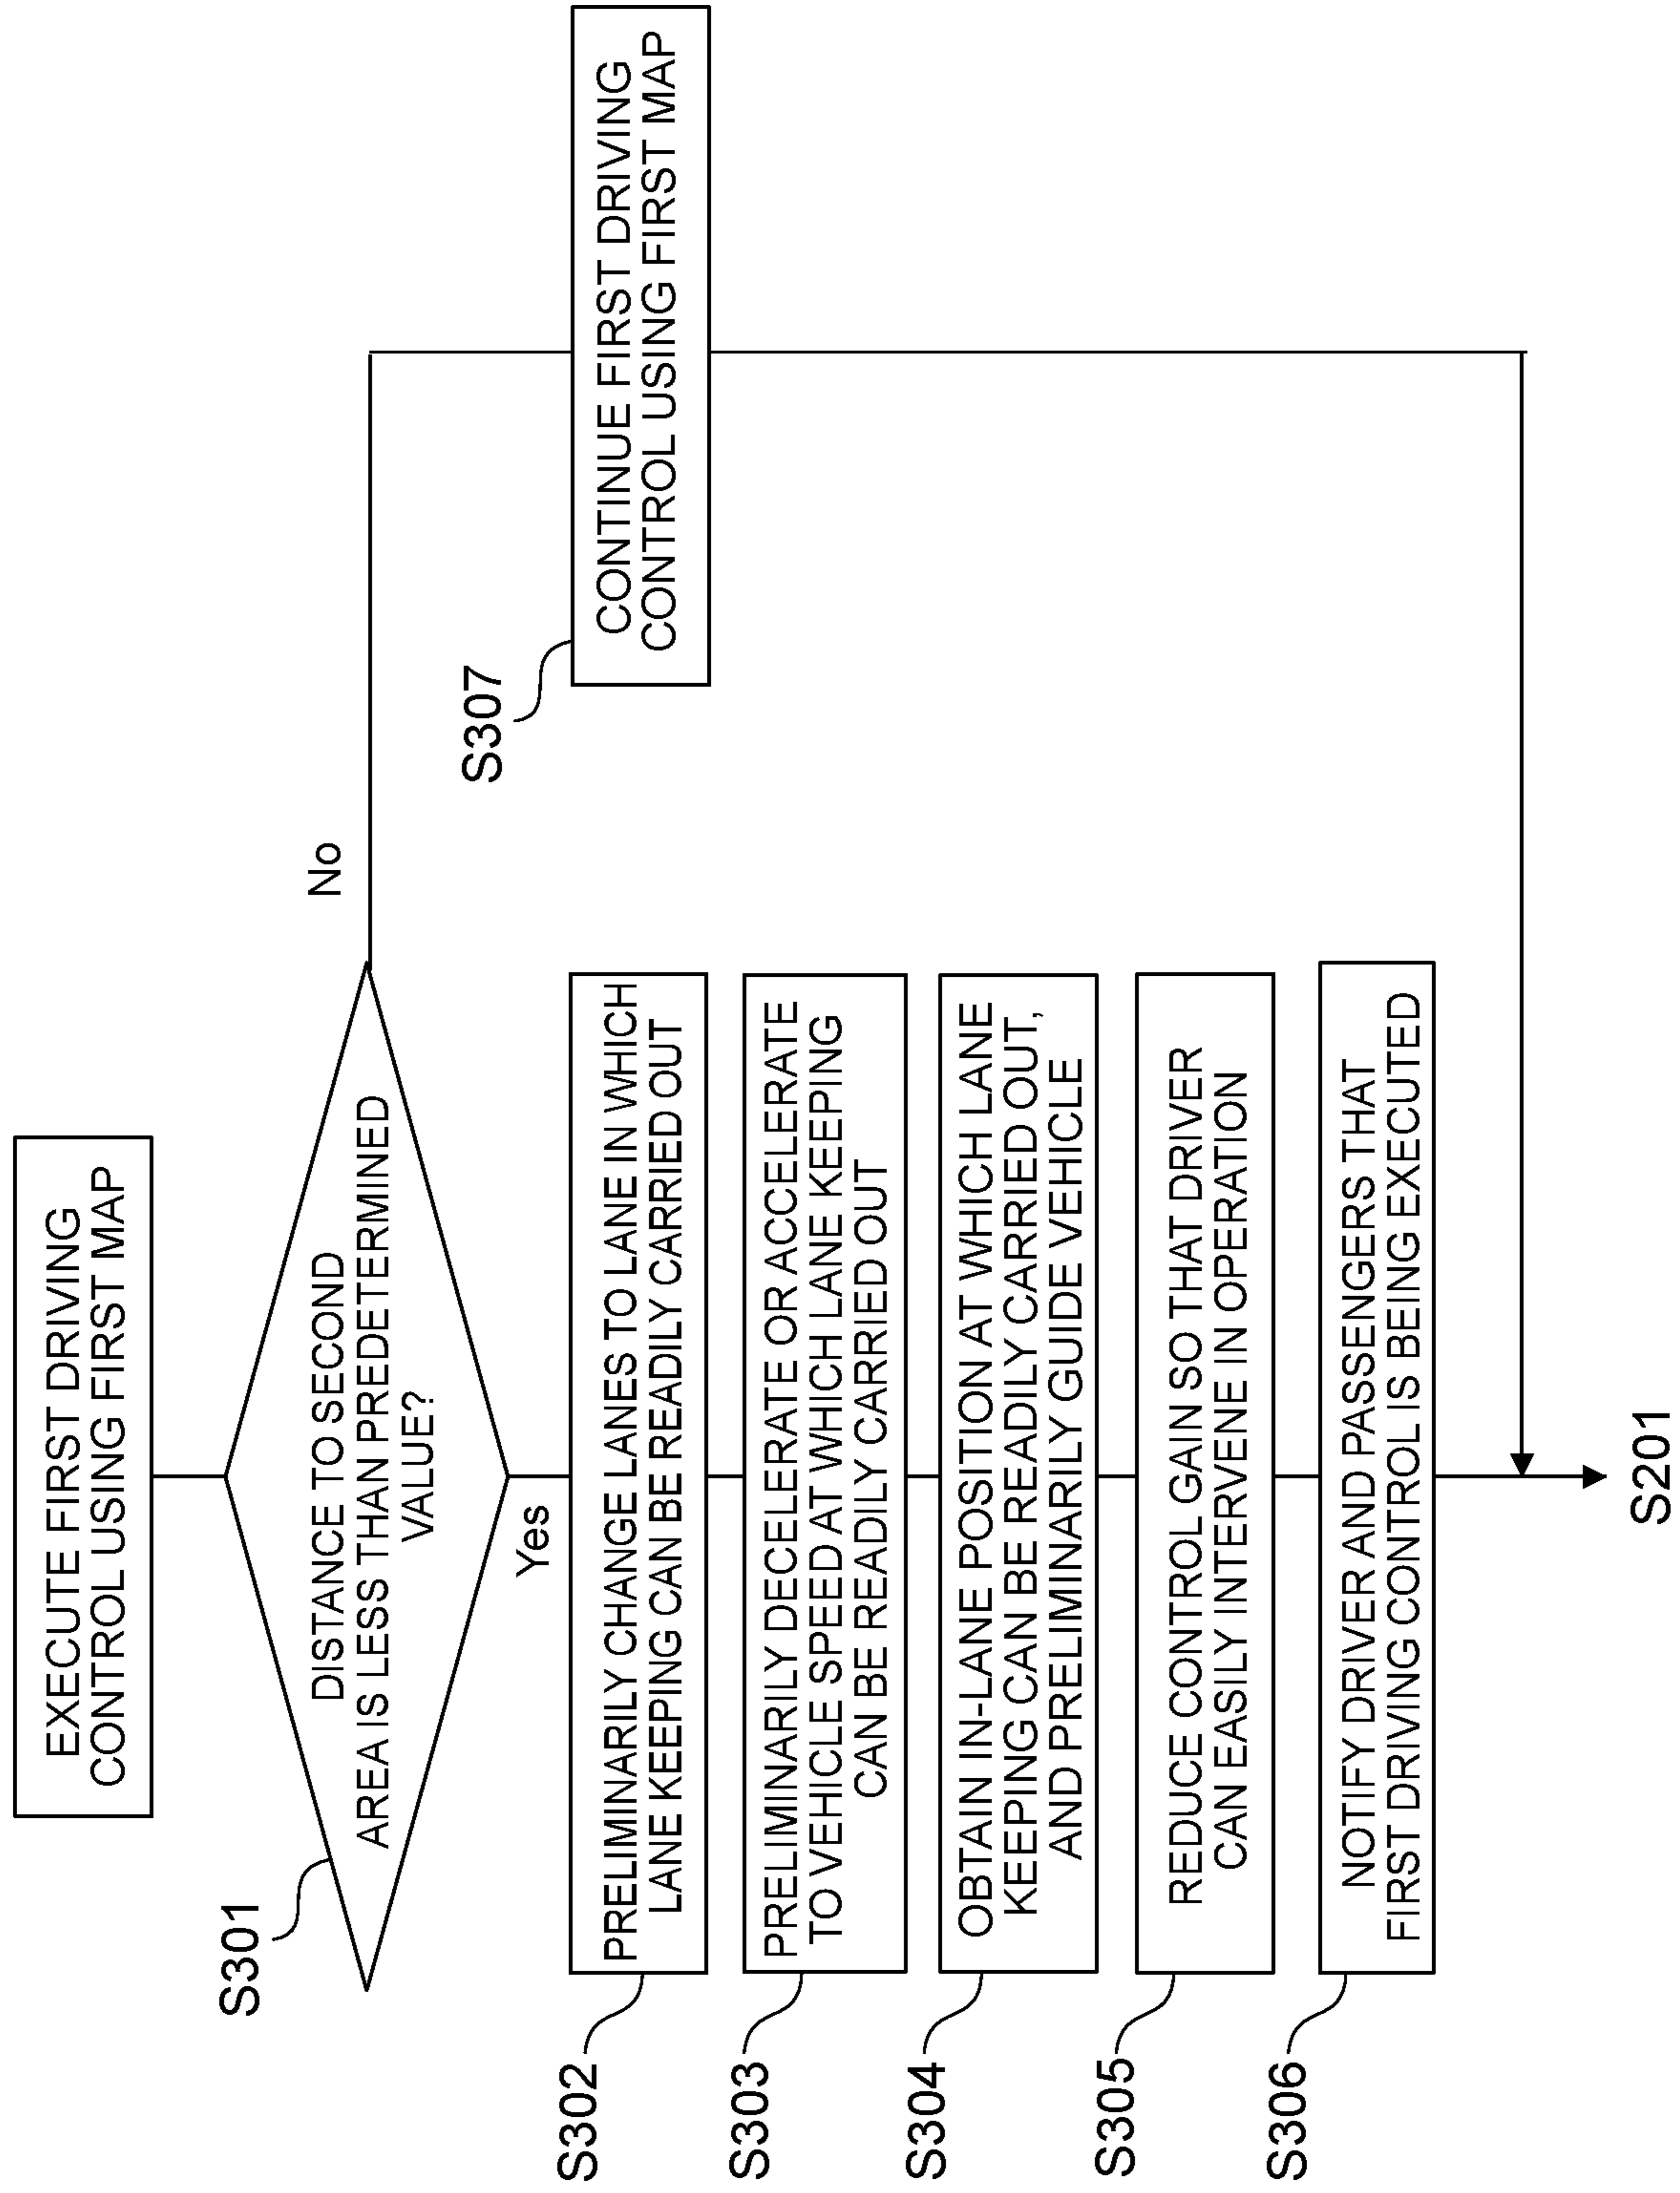 EXECUTE FIRST DRIVING
CONTROL USING FIRST MAP
S301
DISTANCE TO SECOND
AREA IS LESS THAN PREDETERMINED
VALUE?
No
Yes
S302
PRELIMINARILY CHANGE LANES TO LANE IN WHICH
LANE KEEPING CAN BE READILY CARRIED OUT
S307
CONTINUE FIRST DRIVING
CONTROL USING FIRST MAP
S303
PRELIMINARILY DECELERATE OR ACCELERATE
TO VEHICLE SPEED AT WHICH LANE KEEPING
CAN BE READILY CARRIED OUT
S304
OBTAIN IN-LANE POSITION AT WHICH LANE
KEEPING CAN BE READILY CARRIED OUT,
AND PRELIMINARILY GUIDE VEHICLE
S305
REDUCE CONTROL GAIN SO THAT DRIVER
CAN EASILY INTERVENE IN OPERATION
S306
NOTIFY DRIVER AND PASSENGERS THAT
FIRST DRIVING CONTROL IS BEING EXECUTED
S201